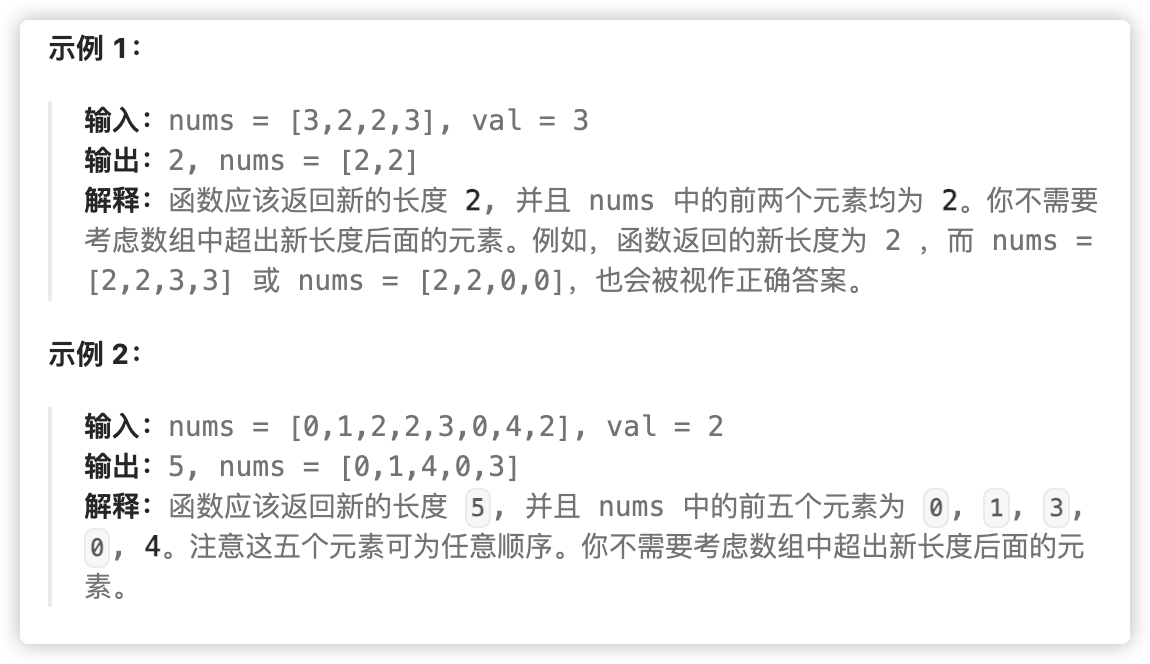 示例 1：
输入：nums = [3,2,2,3], val = 3
输出：2, nums = [2,2]
解释：函数应该返回新的长度 2, 并且 nums 中的前两个元素均为 2。你不需要
考虑数组中超出新长度后面的元素。例如，函数返回的新长度为 2 ，而 nums =
[2,2,3,3] 或 nums = [2,2,0,0]，也会被视作正确答案。
示例 2：
输入：nums = [0,1,2,2,3,0,4,2], val = 2
输出：5, nums = [0,1,4,0,3]
解释：函数应该返回新的长度 5, 并且 nums 中的前五个元素为 0, 1, 3,
0, 4。注意这五个元素可为任意顺序。你不需要考虑数组中超出新长度后面的元
素。